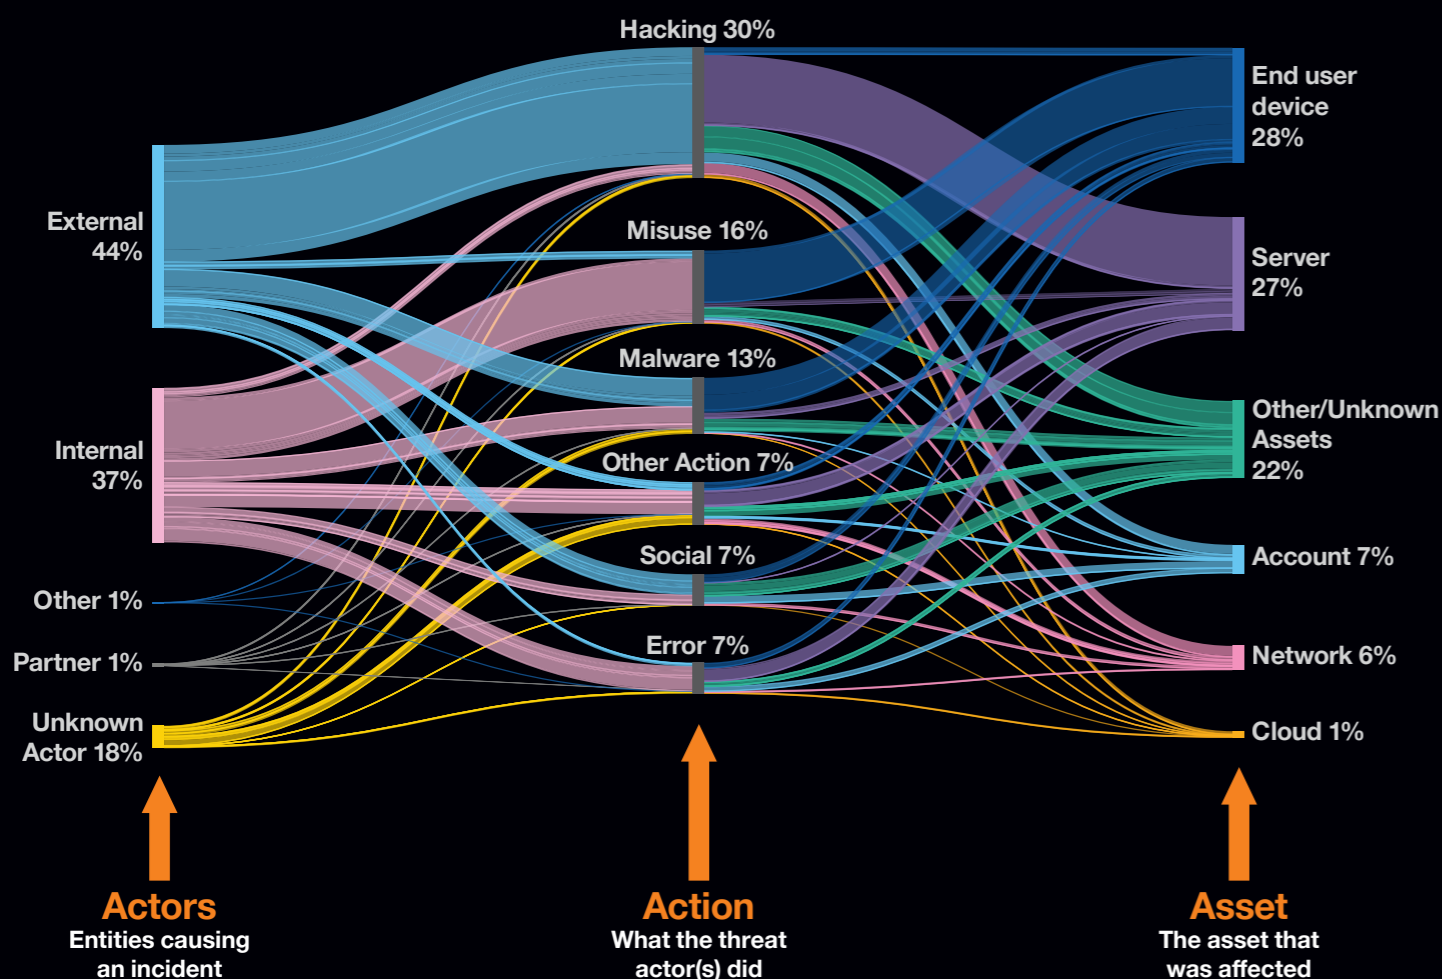 Hacking 30%
Misuse 16%
Malware 13%
Other Action 7%
Social 7%
Error 7%
External
44%
Internal
37%
Other 1%
Partner 1%
Unknown
Actor 18%
End user
device
28%
Server
27%
Other/Unknown
Assets
22%
Account 7%
Network 6%
Cloud 1%
Actors
Entities causing
an incident
Action
What the threat
actor(s) did
Asset
The asset that
was affected